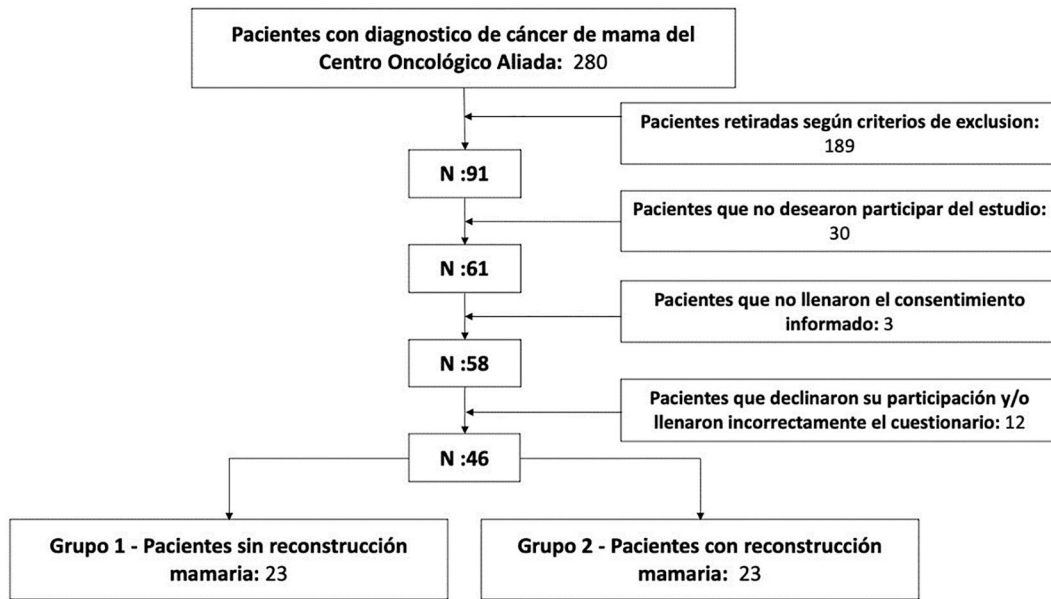 Pacientes con diagnostico de cáncer de mama del
Centro Oncológico Aliada: 280
Pacientes retiradas según criterios de exclusion:
189
N :91
Pacientes que no desearon participar del estudio:
30
N :61
Pacientes que no llenaron el consentimiento
informado: 3
N :58
Pacientes que declinaron su participación y/o
llenaron incorrectamente el cuestionario: 12
N :46
Grupo 1 - Pacientes sin reconstrucción
mamaria: 23
Grupo 2 - Pacientes con reconstrucción
mamaria: 23